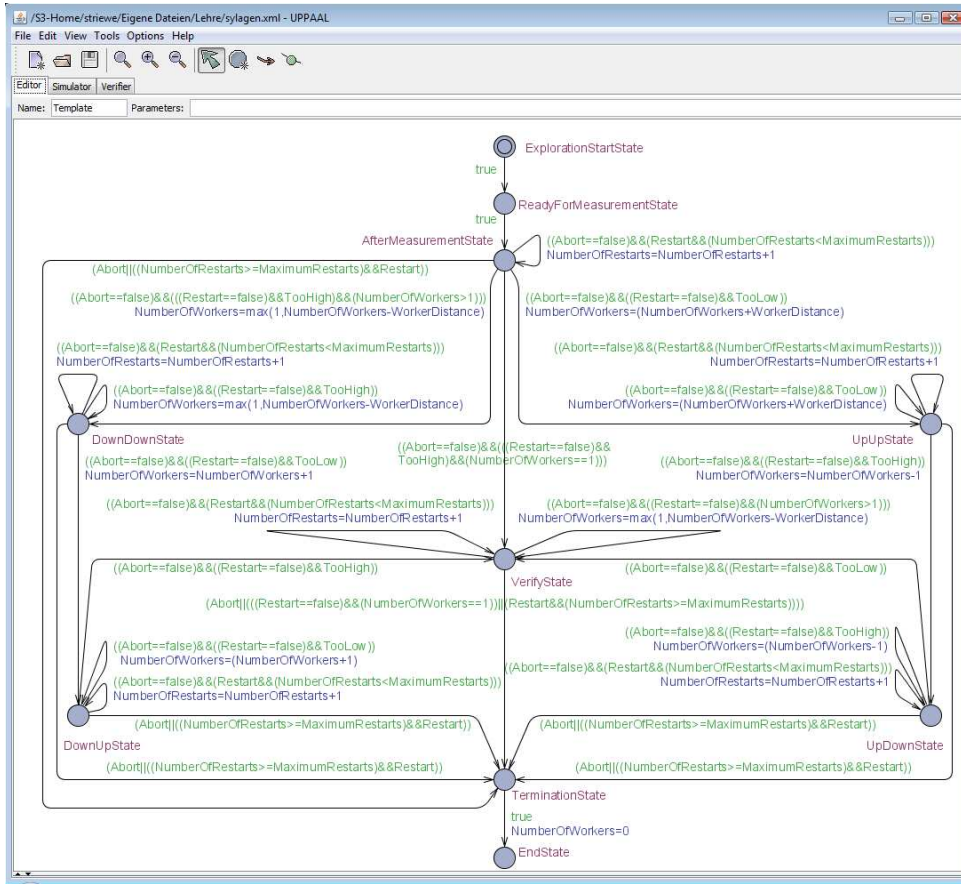 /S3-Home/striewe/Eigene Dateien/Lehre/sylagen.xml - UPPAAL
File Edit View Tools Options Help
Editor Simulator Verifier
Name: Template Parameters:
ExplorationStartState
true
ReadyForMeasurementState
true
AfterMeasurementState
((Abort==false)&&(Restart&&(NumberOfRestarts<MaximumRestarts)))
NumberOfRestarts=NumberOfRestarts+1
(Abort||((NumberOfRestarts>=MaximumRestarts)&&Restart))
((Abort==false)&&(((Restart==false)&&TooHigh)&&(NumberOfWorkers>1)))
NumberOfWorkers=max(1,NumberOfWorkers-WorkerDistance)
((Abort==false)&&((Restart==false)&&TooLow))
NumberOfWorkers=(NumberOfWorkers+WorkerDistance)
((Abort==false)&&(Restart&&(NumberOfRestarts<MaximumRestarts)))
NumberOfRestarts=NumberOfRestarts+1
((Abort==false)&&(Restart&&(NumberOfRestarts<MaximumRestarts)))
NumberOfRestarts=NumberOfRestarts+1
((Abort==false)&&((Restart==false)&&TooHigh))
NumberOfWorkers=max(1,NumberOfWorkers-WorkerDistance)
((Abort==false)&&((Restart==false)&&TooLow))
NumberOfWorkers=(NumberOfWorkers+WorkerDistance)
DownDownState
UpUpState
((Abort==false)&&(((Restart==false)&&
TooHigh)&&(NumberOfWorkers==1)))
((Abort==false)&&((Restart==false)&&TooLow))
NumberOfWorkers=NumberOfWorkers+1
((Abort==false)&&((Restart==false)&&TooHigh))
NumberOfWorkers=NumberOfWorkers-1
((Abort==false)&&(Restart&&(NumberOfRestarts<MaximumRestarts)))
NumberOfRestarts=NumberOfRestarts+1
((Abort==false)&&((Restart==false)&&(NumberOfWorkers>1)))
NumberOfWorkers=max(1,NumberOfWorkers-WorkerDistance)
((Abort==false)&&((Restart==false)&&TooHigh))
((Abort==false)&&((Restart==false)&&TooLow))
VerifyState
(Abort||(((Restart==false)&&(NumberOfWorkers==1))||(Restart&&(NumberOfRestarts>=MaximumRestarts))))
((Abort==false)&&((Restart==false)&&TooLow))
NumberOfWorkers=(NumberOfWorkers+1)
((Abort==false)&&((Restart==false)&&TooHigh))
NumberOfWorkers=(NumberOfWorkers-1)
((Abort==false)&&(Restart&&(NumberOfRestarts<MaximumRestarts)))
NumberOfRestarts=NumberOfRestarts+1
((Abort==false)&&(Restart&&(NumberOfRestarts<MaximumRestarts)))
NumberOfRestarts=NumberOfRestarts+1
(Abort||((NumberOfRestarts>=MaximumRestarts)&&Restart))
(Abort||((NumberOfRestarts>=MaximumRestarts)&&Restart))
DownUpState
UpDownState
(Abort||((NumberOfRestarts>=MaximumRestarts)&&Restart))
(Abort||((NumberOfRestarts>=MaximumRestarts)&&Restart))
TerminationState
true
NumberOfWorkers=0
EndState